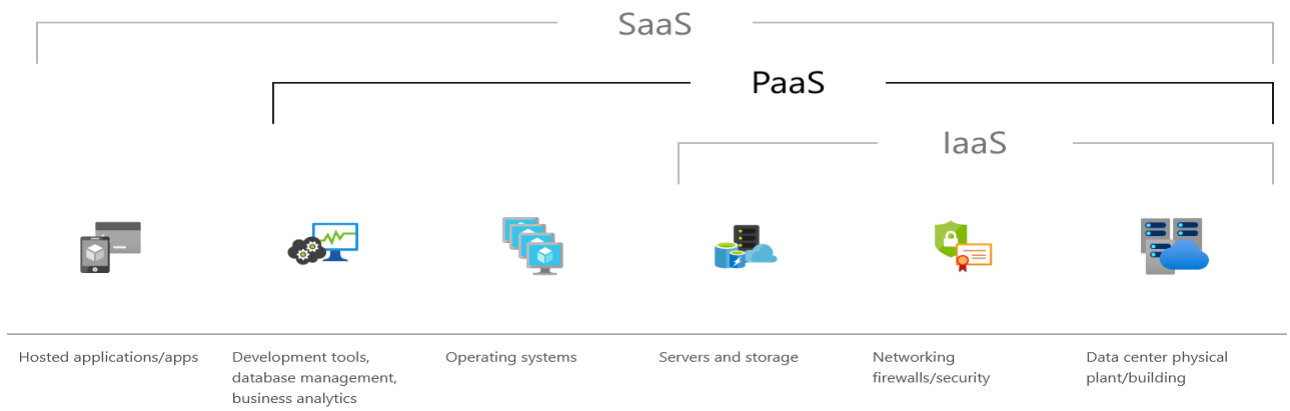 SaaS
PaaS
IaaS
Hosted applications/apps
Development tools,
database management,
business analytics
Operating systems
Servers and storage
Networking
firewalls/security
Data center physical
plant/building